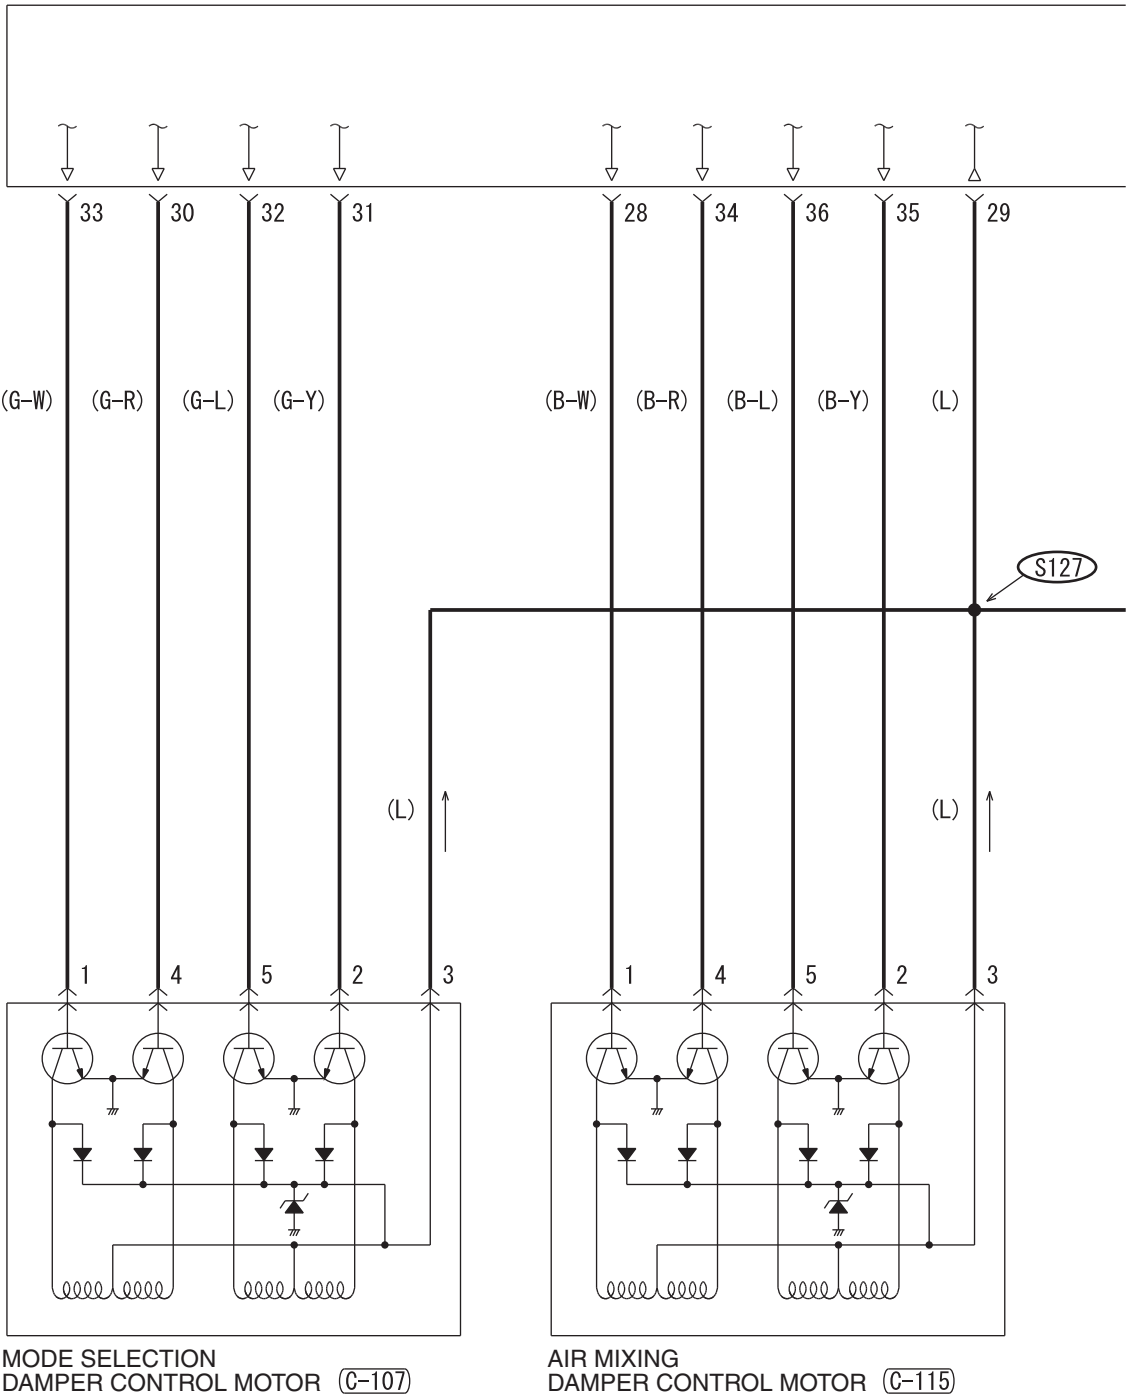 33 30 32 31 28 34 36 35 29
(G-W) (G-R) (G-L) (G-Y) (B-W) (B-R) (B-L) (B-Y) (L)
S127
(L) (L)
1 4 5 2 3 1 4 5 2 3
MODE SELECTION
DAMPER CONTROL MOTOR C-107
AIR MIXING
DAMPER CONTROL MOTOR C-115